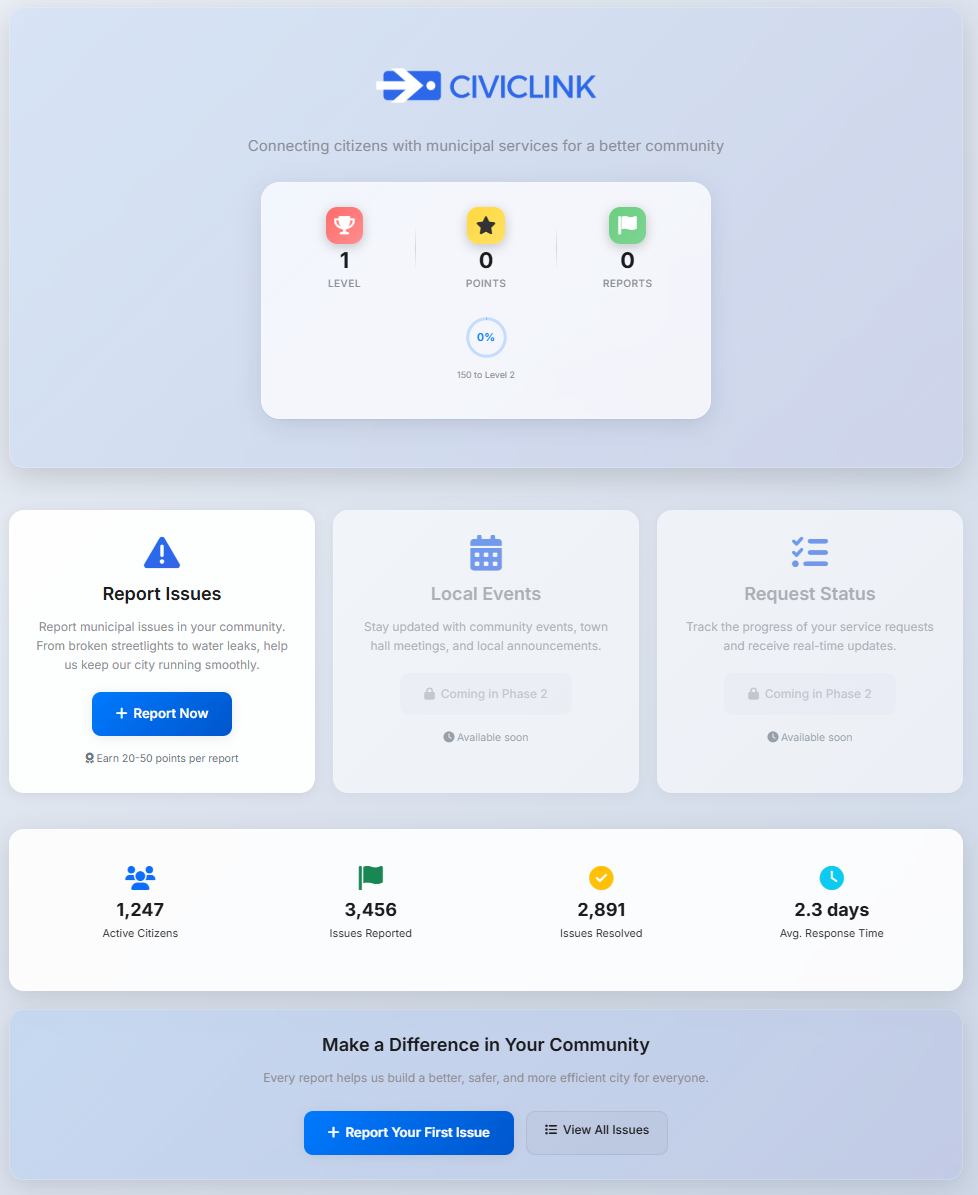 CIVICLINK
Connecting citizens with municipal services for a better community
1
LEVEL
0
POINTS
0
REPORTS
0%
150 to Level 2
Report Issues
Report municipal issues in your community.
From broken streetlights to water leaks, help
us keep our city running smoothly.
Report Now
Earn 20-50 points per report
Local Events
Stay updated with community events, town
hall meetings, and local announcements.
Coming in Phase 2
Available soon
Request Status
Track the progress of your service requests
and receive real-time updates.
Coming in Phase 2
Available soon
1,247
Active Citizens
3,456
Issues Reported
2,891
Issues Resolved
2.3 days
Avg. Response Time
Make a Difference in Your Community
Every report helps us build a better, safer, and more efficient city for everyone.
Report Your First Issue
View All Issues